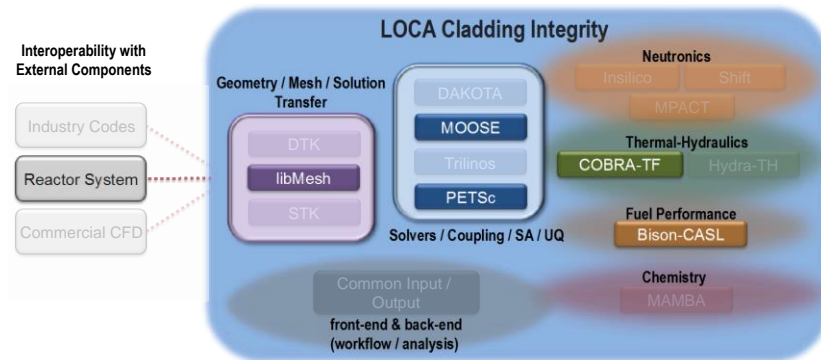 LOCA Cladding Integrity
Interoperability with
External Components
Industry Codes
Reactor System
Commercial CFD
Geometry / Mesh / Solution
Transfer
DTK
libMesh
STK
DAKOTA
MOOSE
Trilinos
PETSc
Solvers / Coupling / SA / UQ
Neutronics
Insilico
Shift
MPACT
Thermal-Hydraulics
COBRA-TF
Hydra-TH
Fuel Performance
Bison-CASL
Chemistry
MAMBA
Common Input /
Output
front-end & back-end
(workflow / analysis)